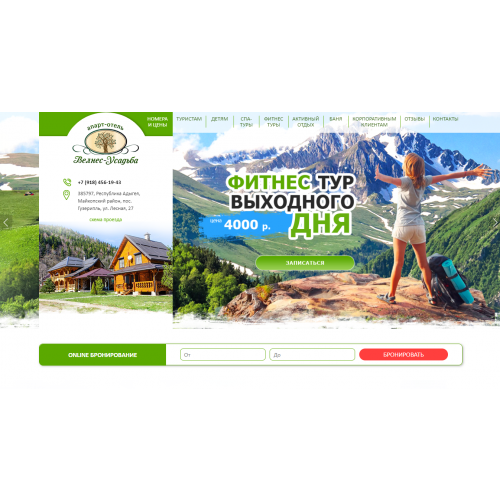 апарт-отель
Велнес-Усадьба
НОМЕРА
И ЦЕНЫ
ТУРИСТАМ
ДЕТЯМ
СПА-
ТУРЫ
ФИТНЕС
ТУРЫ
АКТИВНЫЙ
ОТДЫХ
БАНЯ
КОРПОРАТИВНЫМ
КЛИЕНТАМ
ОТЗЫВЫ
КОНТАКТЫ
+7 (918) 456-19-43
385797, Республика Адыгея,
Майкопский район, пос.
Гузерипль, ул. Лесная, 27
схема проезда
ФИТНЕС ТУР
ВЫХОДНОГО
ДНЯ
ЦЕНА 4000 р.
ЗАПИСАТЬСЯ
ONLINE БРОНИРОВАНИЕ
От
До
БРОНИРОВАТЬ